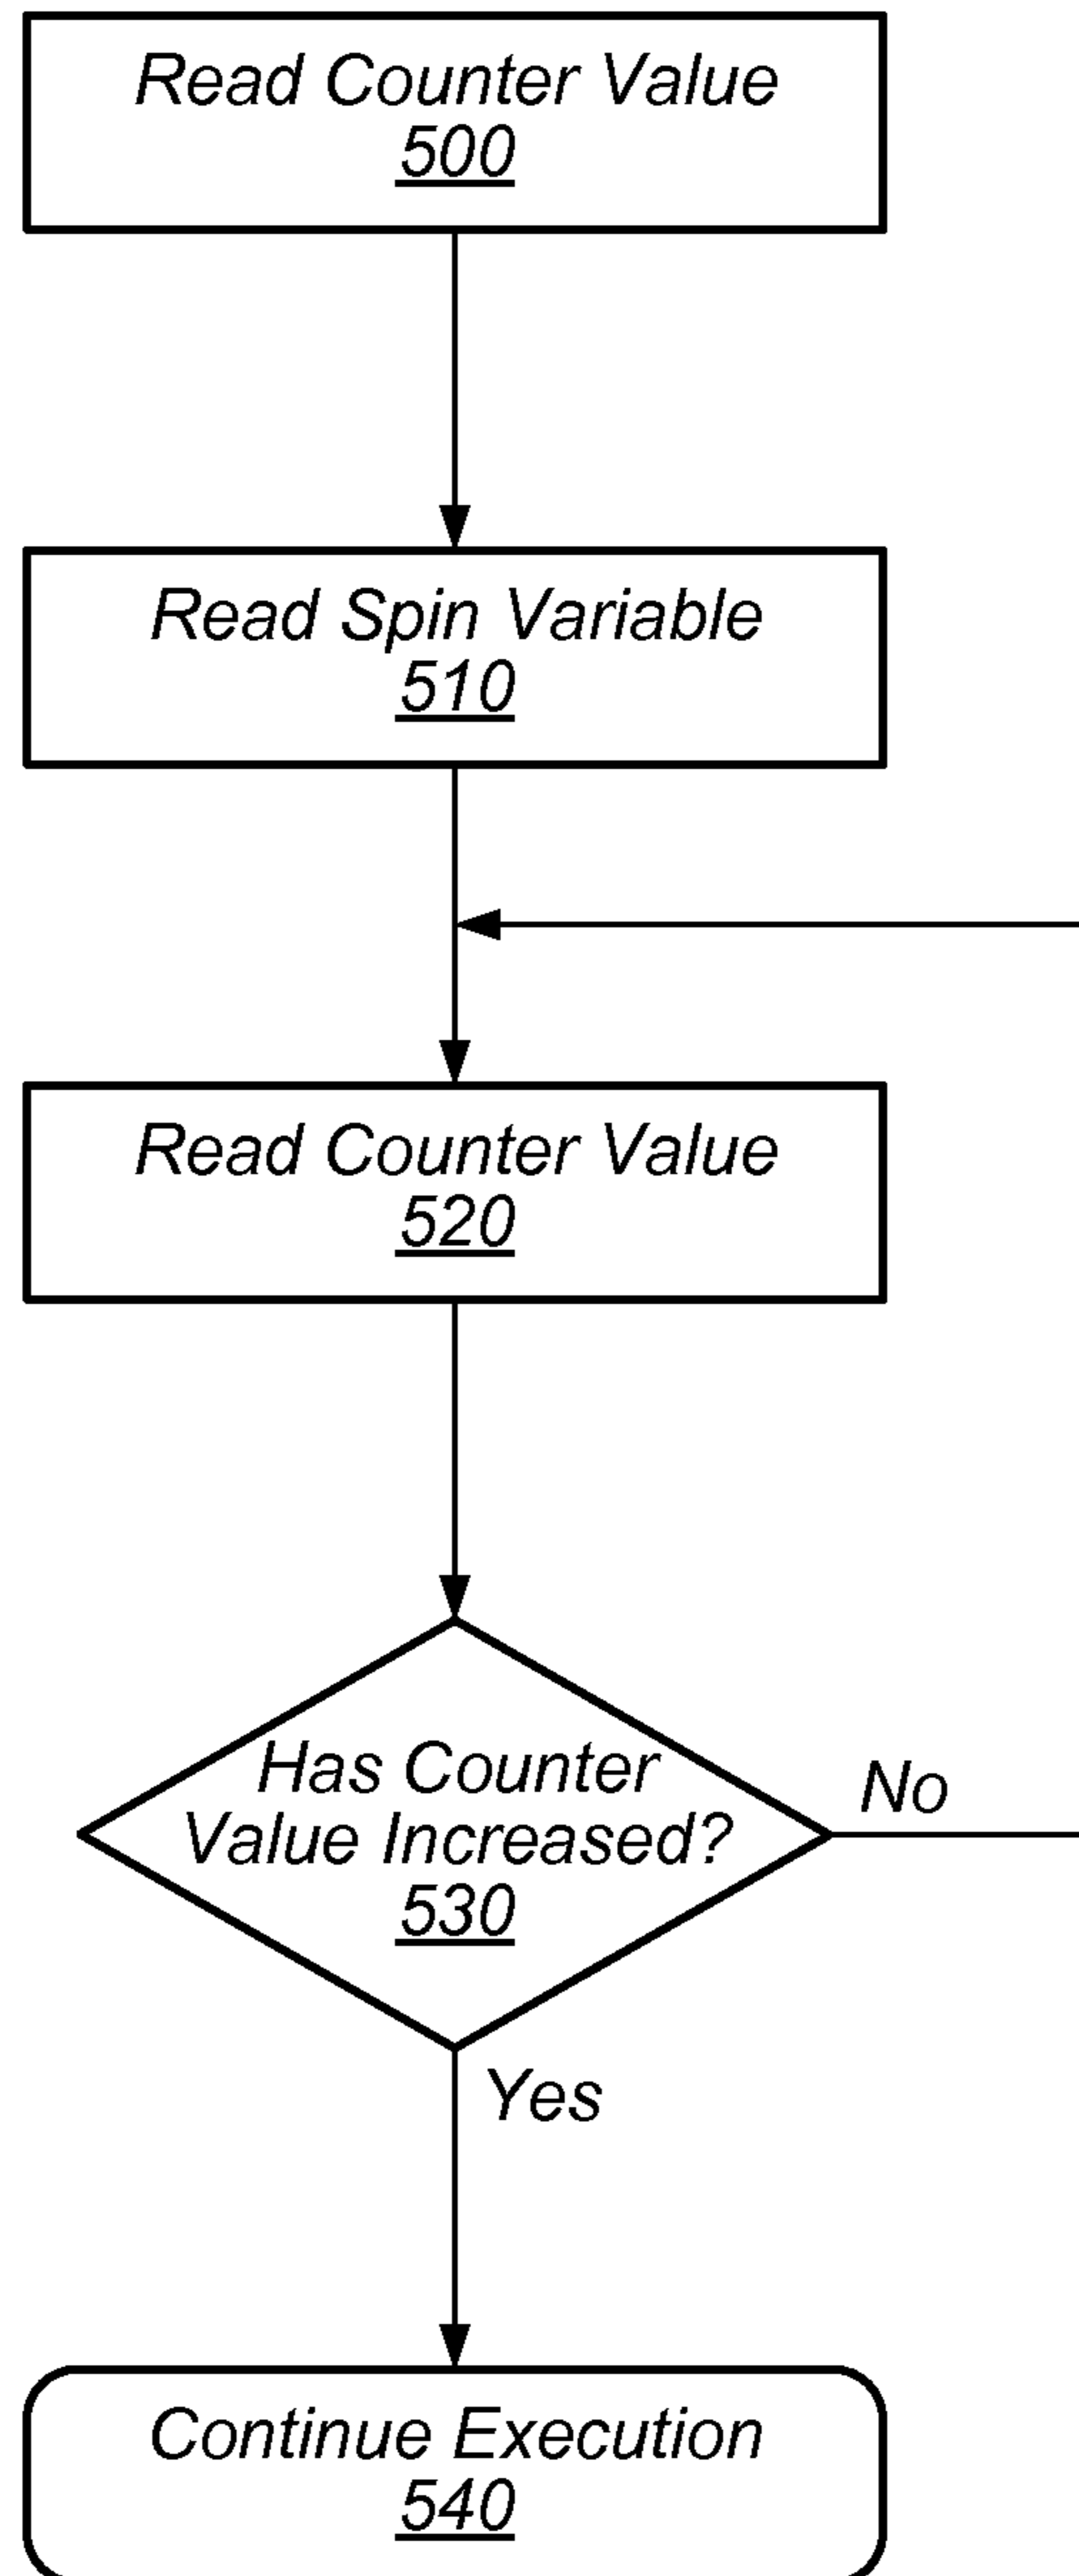 Read Counter Value
500
Read Spin Variable
510
Read Counter Value
520
Has Counter
Value Increased?
530
No
Yes
Continue Execution
540